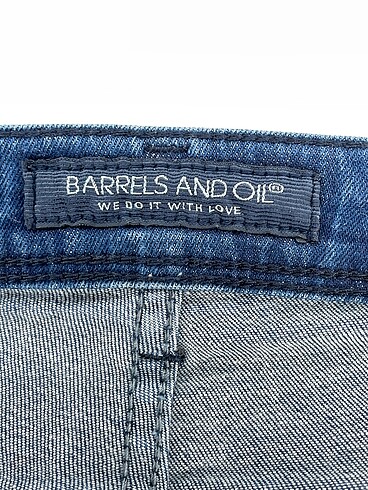 BARRELS AND OIL®
WE DO IT WITH LOVE